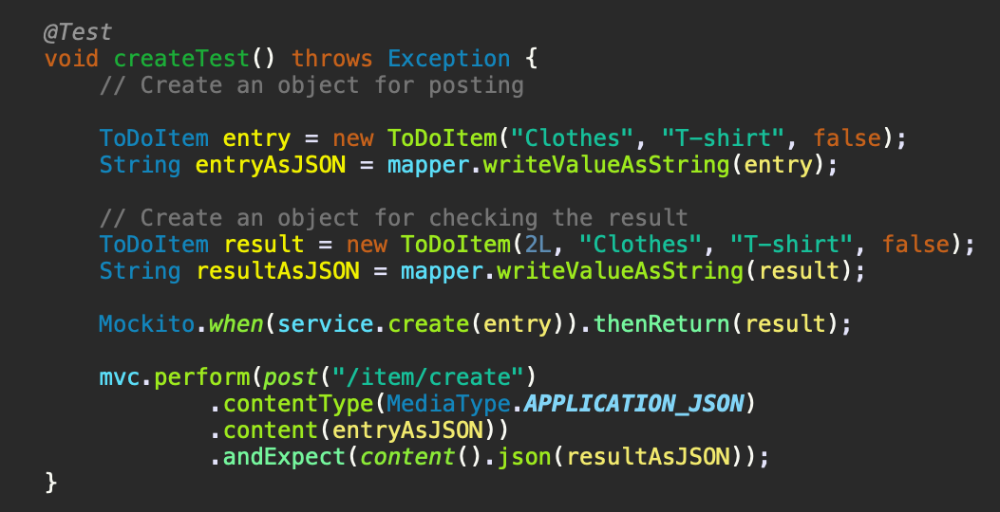 @Test
void createTest() throws Exception {
// Create an object for posting
ToDoItem entry = new ToDoItem("Clothes", "T-shirt", false);
String entryAsJSON = mapper.writeValueAsString(entry);
// Create an object for checking the result
ToDoItem result = new ToDoItem(2L, "Clothes", "T-shirt", false);
String resultAsJSON = mapper.writeValueAsString(result);
Mockito.when(service.create(entry)).thenReturn(result);
mvc.perform(post("/item/create")
.contentType(MediaType.APPLICATION_JSON)
.content(entryAsJSON))
.andExpect(content().json(resultAsJSON));
}